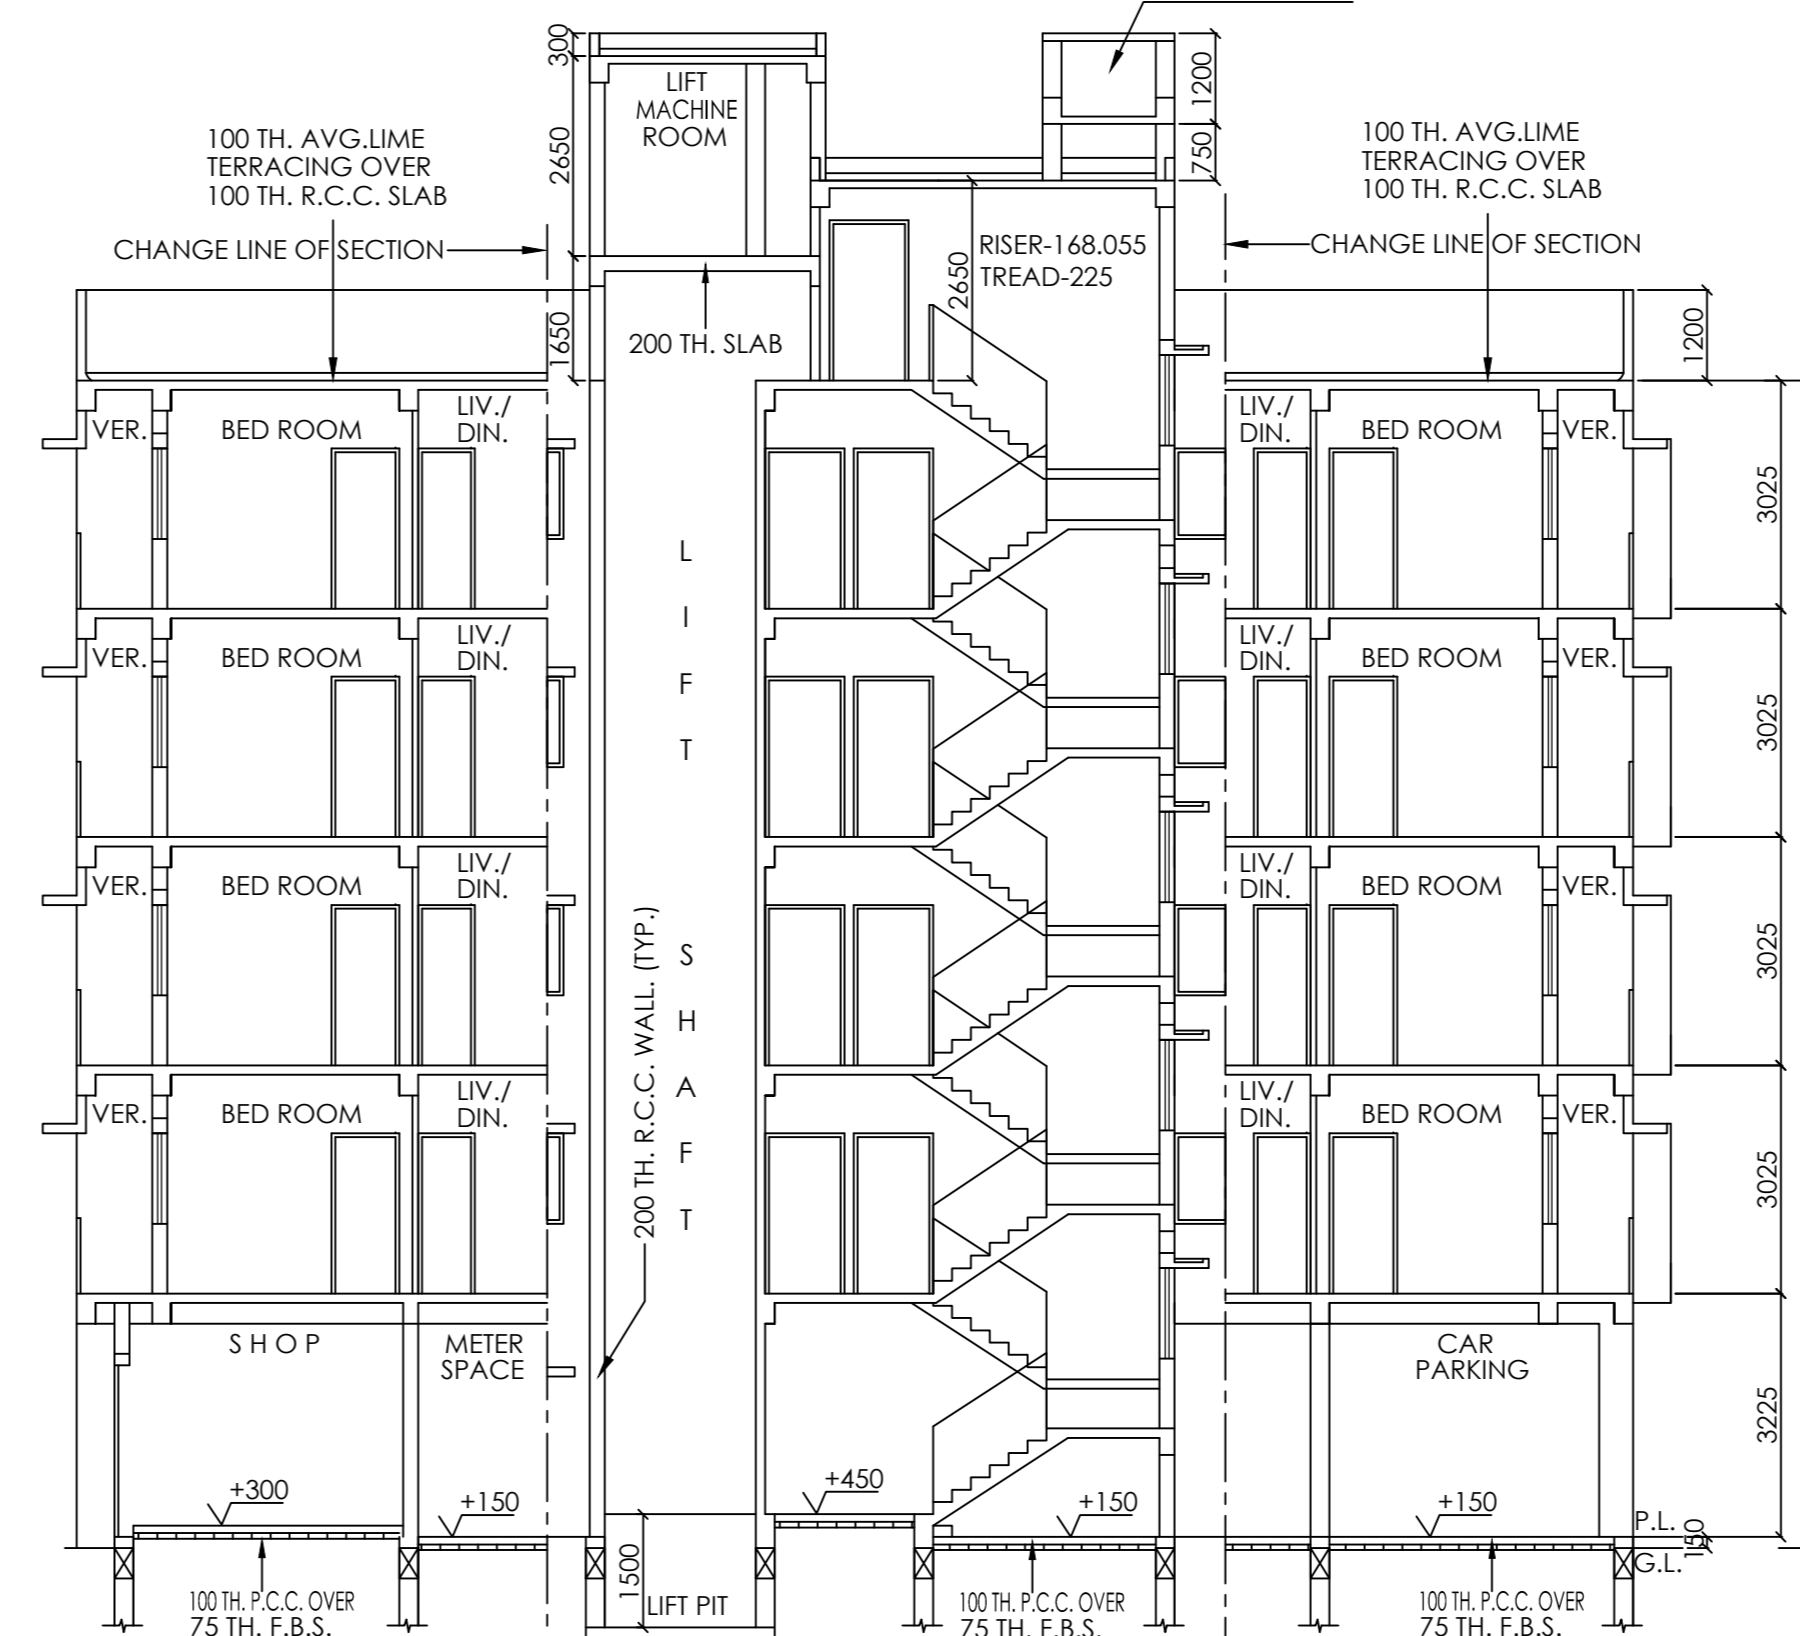 300
LIFT
MACHINE
ROOM
1200
2650
750
100 TH. AVG.LIME
TERRACING OVER
100 TH. R.C.C. SLAB
100 TH. AVG.LIME
TERRACING OVER
100 TH. R.C.C. SLAB
CHANGE LINE OF SECTION
RISER-168.055
TREAD-225
2650
CHANGE LINE OF SECTION
1650
200 TH. SLAB
1200
VER.
BED ROOM
LIV./
DIN.
LIV./
DIN.
BED ROOM
VER.
3025
LIFT
VER.
BED ROOM
LIV./
DIN.
LIV./
DIN.
BED ROOM
VER.
3025
VER.
BED ROOM
LIV./
DIN.
LIV./
DIN.
BED ROOM
VER.
3025
200 TH. R.C.C. WALL. (TYP.)
SHAFT
VER.
BED ROOM
LIV./
DIN.
LIV./
DIN.
BED ROOM
VER.
3025
S H O P
METER
SPACE
CAR
PARKING
3225
+300
+150
+450
+150
+150
P.L.
150
G.L.
1500
LIFT PIT
100 TH. P.C.C. OVER
75 TH. F.B.S.
100 TH. P.C.C. OVER
75 TH. F.B.S.
100 TH. P.C.C. OVER
75 TH. F.B.S.